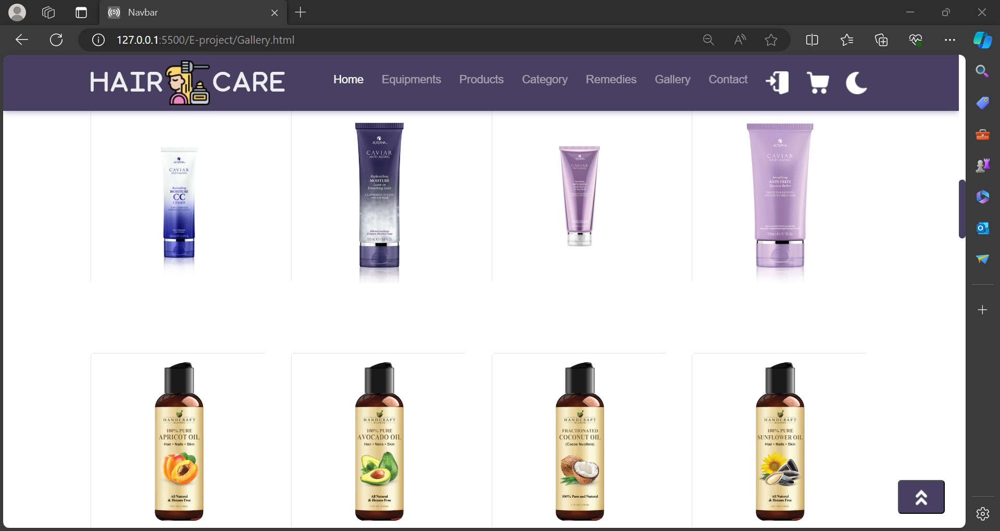 Navbar
127.0.0.1:5500/E-project/Gallery.html
HAIR CARE
Home Equipments Products Category Remedies Gallery Contact
ALTERNA
CAVIAR
ANTI-AGING
Replenishing
MOISTURE
CC
CREAM
ALTERNA
CAVIAR
ANTI-AGING
Replenishing
MOISTURE
Leave-in
Smoothing Gelée
LIGHTWEIGHT STYLING
FOR DRY HAIR
ALTERNA
CAVIAR
ANTI-AGING
Smoothing
ANTI-FRIZZ
ALTERNA
CAVIAR
ANTI-AGING
Smoothing
ANTI-FRIZZ
Blowout Butter
HANDCRAFT
BLENDS
100% PURE
APRICOT OIL
Hair • Nails • Skin
All Natural
& Hexane Free
HANDCRAFT
BLENDS
100% PURE
AVOCADO OIL
Hair • Nails • Skin
All Natural
& Hexane Free
HANDCRAFT
BLENDS
FRACTIONATED
COCONUT OIL
(Cocos Nucifera)
100% Pure and Natural
HANDCRAFT
BLENDS
100% PURE
SUNFLOWER OIL
Hair • Nails • Skin
All Natural
& Hexane Free